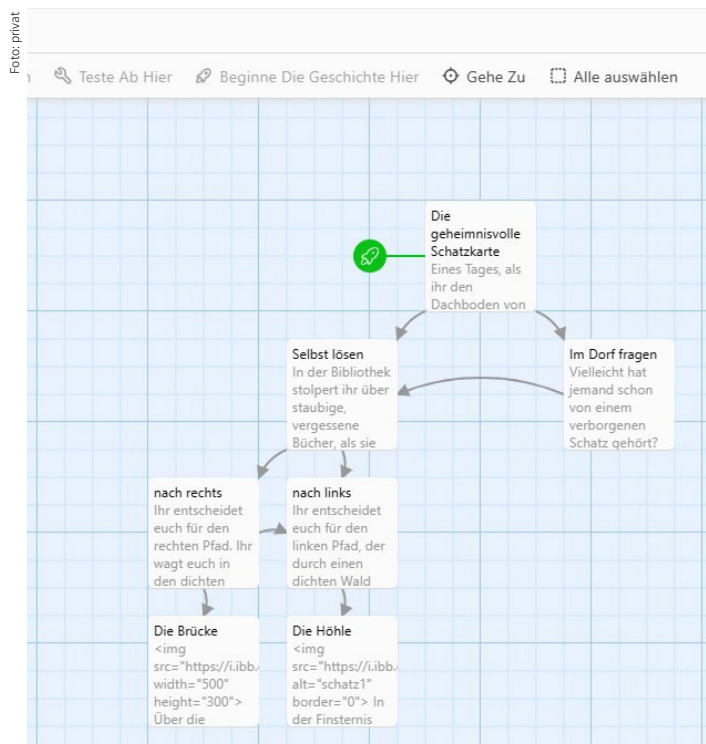 Foto: privat
Teste Ab Hier
Beginne Die Geschichte Hier
Gehe Zu
Alle auswählen
Die
geheimnisvolle
Schatzkarte
Eines Tages, als
ihr den
Dachboden von
Selbst lösen
In der Bibliothek
stolpert ihr über
staubige,
vergessene
Bücher, als sie
Im Dorf fragen
Vielleicht hat
jemand schon
von einem
verborgenen
Schatz gehört?
nach rechts
Ihr entscheidet
euch für den
rechten Pfad. Ihr
wagt euch in
den dichten
nach links
Ihr entscheidet
euch für den
linken Pfad, der
durch einen
dichten Wald
Die Brücke
<img
src="https://i.ibb.
width="500"
height="300">
Über die
Die Höhle
<img
src="https://i.ibb.
alt="schatz1"
border="0"> In
der Finsternis